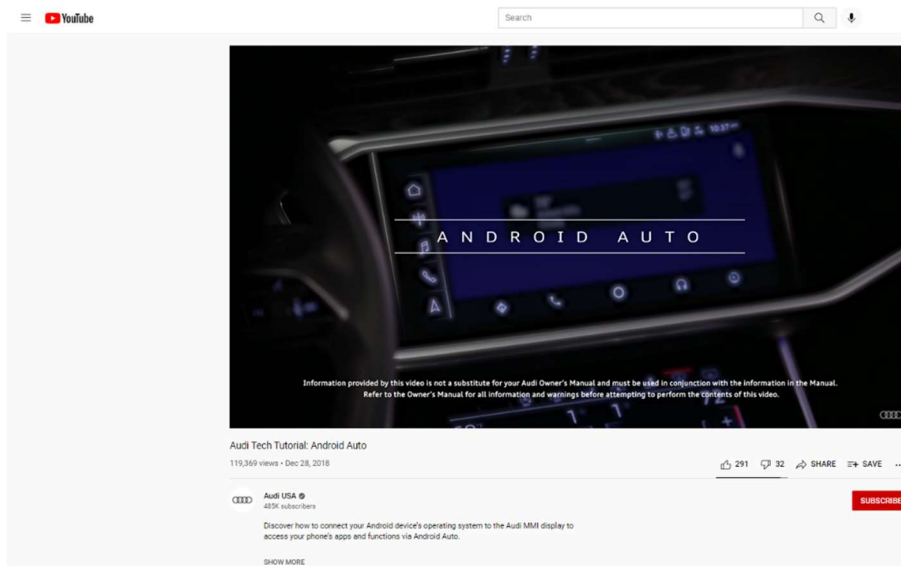 YouTube
Search
10:37
ANDROID AUTO
Information provided by this video is not a substitute for your Audi Owner's Manual and must be used in conjunction with the information in the Manual.
Refer to the Owner's Manual for all information and warnings before attempting to perform the contents of this video.
72
Audi Tech Tutorial: Android Auto
119,369 views • Dec 28, 2018
291 32 SHARE SAVE ...
Audi USA
485K subscribers
SUBSCRIBE
Discover how to connect your Android device's operating system to the Audi MMI display to
access your phone's apps and functions via Android Auto.
SHOW MORE